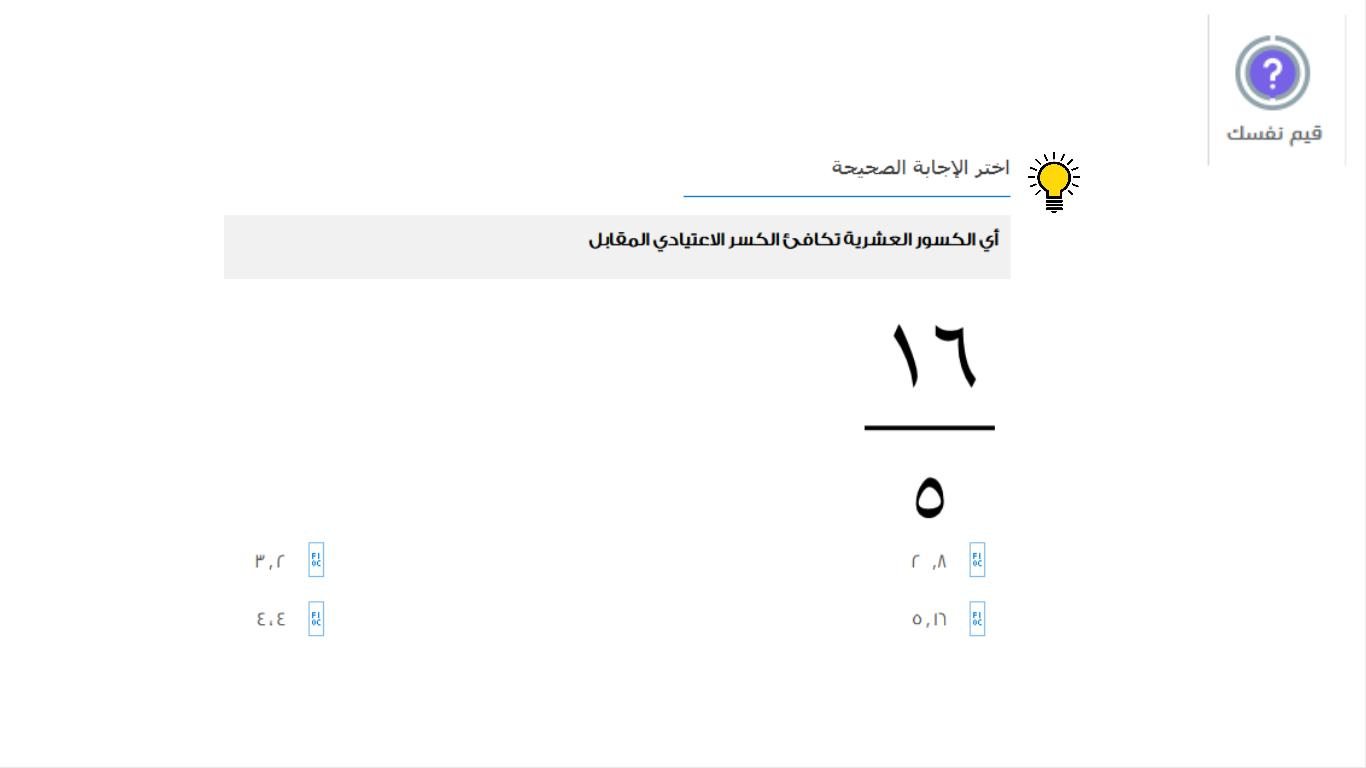 ?
قيم نفسك
اختر الإجابة الصحيحة
أي الكسور العشرية تكافئ الكسر الاعتيادي المقابل
١٦
٥
٢ ,٨
٣,٢
٥,١٦
٤،٤